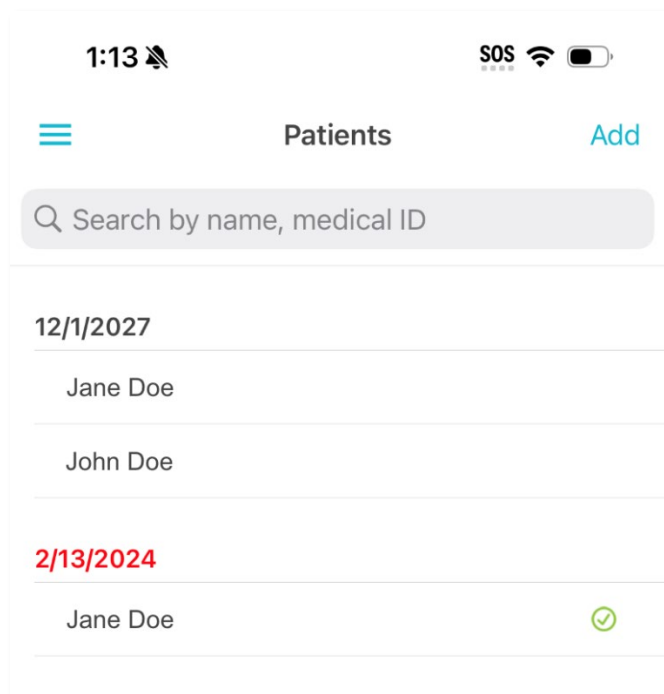 1:13 SOS
Patients Add
Search by name, medical ID
12/1/2027
Jane Doe
John Doe
2/13/2024
Jane Doe